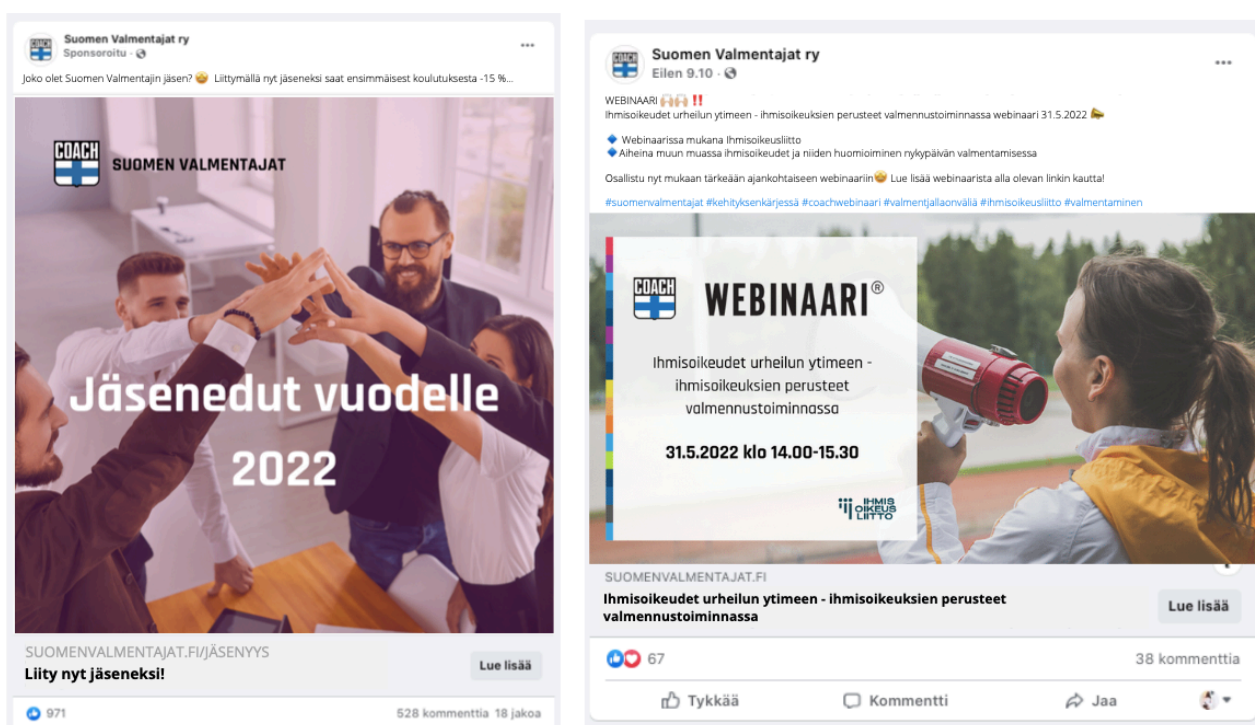 COACH
Suomen Valmentajat ry
Sponsoroitu
Joko olet Suomen Valmentajin jäsen? Liittymällä nyt jäseneksi saat ensimmäisest koulutuksesta -15 %...
COACH
SUOMEN VALMENTAJAT
Jäsenedut vuodelle
2022
SUOMENVALMENTAJAT.FI/JÄSENYYS
Liity nyt jäseneksi!
Lue lisää
971
528 kommenttia 18 jakoa
COACH
Suomen Valmentajat ry
Eilen 9.10
WEBINAARI 🙌🏻🙌🏻 ‼️
Ihmisoikeudet urheilun ytimeen - ihmisoikeuksien perusteet valmennustoiminnassa webinaari 31.5.2022
Webinaarissa mukana Ihmisoikeusliitto
Aiheina muun muassa ihmisoikeudet ja niiden huomioiminen nykypäivän valmentamisessa
Osallistu nyt mukaan tärkeään ajankohtaiseen webinaariin Lue lisää webinaarista alla olevan linkin kautta!
#suomenvalmentajat #kehityksenkärjessä #coachwebinaari #valmentjallaonväliä #ihmisoikeusliitto #valmentaminen
COACH
WEBINAARI®
Ihmisoikeudet urheilun ytimeen -
ihmisoikeuksien perusteet
valmennustoiminnassa
31.5.2022 klo 14.00-15.30
IHMIS
OIKEUS
LIITTO
SUOMENVALMENTAJAT.FI
Ihmisoikeudet urheilun ytimeen - ihmisoikeuksien perusteet
valmennustoiminnassa
Lue lisää
67
38 kommenttia
Tykkää
Kommentti
Jaa